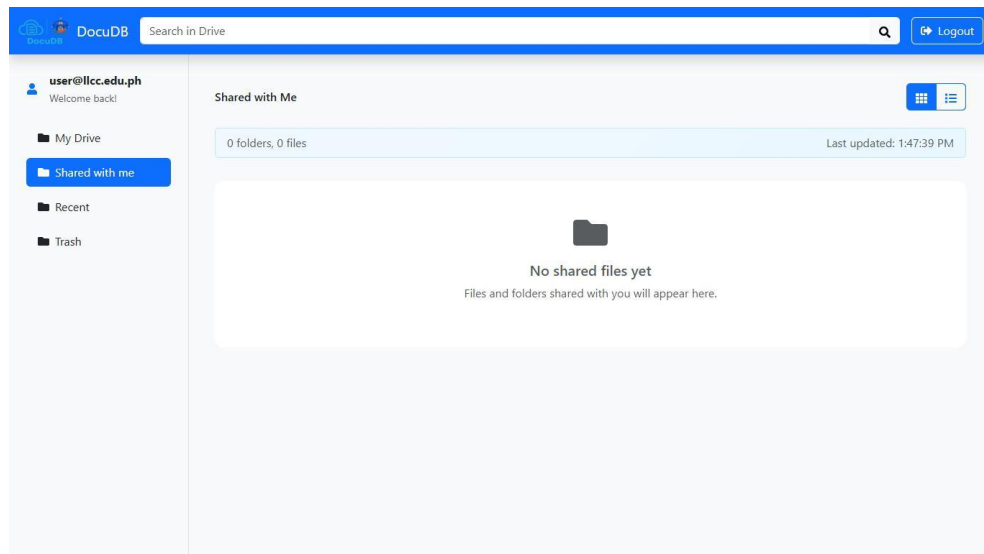 DocuDB
DocuDB
Search in Drive
Logout
user@llcc.edu.ph
Welcome back!
My Drive
Shared with me
Recent
Trash
Shared with Me
0 folders, 0 files
Last updated: 1:47:39 PM
No shared files yet
Files and folders shared with you will appear here.